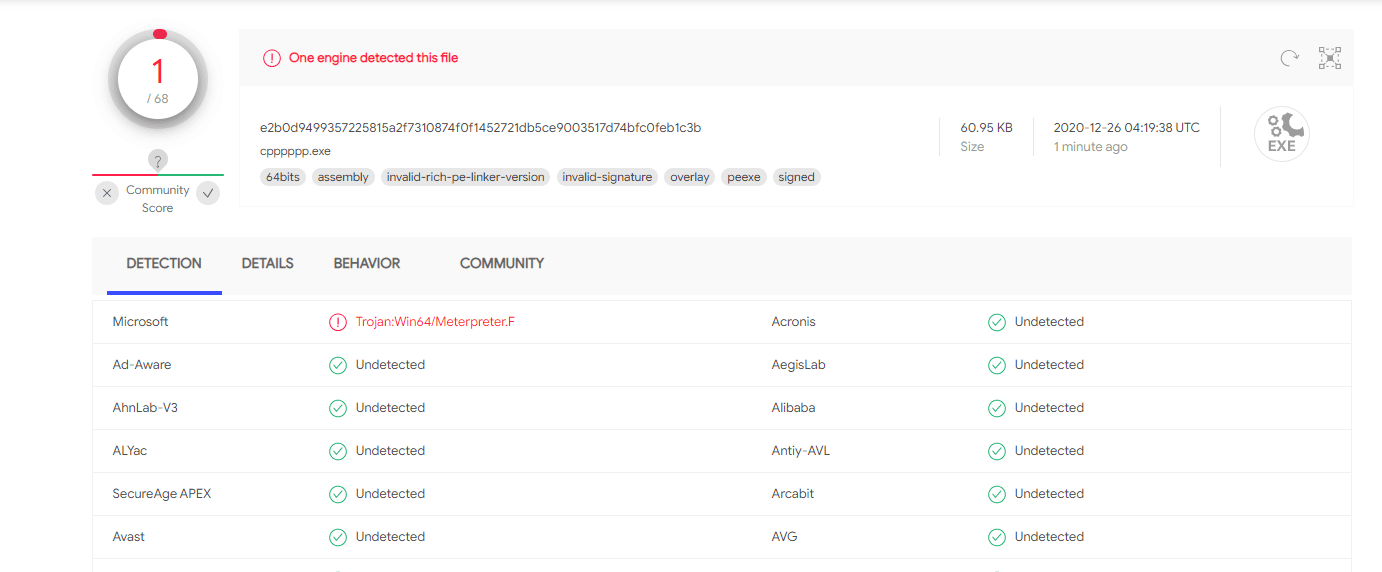 1
/ 68
?
Community
Score
One engine detected this file
e2b0d9499357225815a2f7310874f0f1452721db5ce9003517d74bfc0feb1c3b
cpppppp.exe
64bits assembly invalid-rich-pe-linker-version invalid-signature overlay peexe signed
60.95 KB
Size
2020-12-26 04:19:38 UTC
1 minute ago
EXE
DETECTION DETAILS BEHAVIOR COMMUNITY
Microsoft Trojan:Win64/Meterpreter.F Acronis Undetected
Ad-Aware Undetected AegisLab Undetected
AhnLab-V3 Undetected Alibaba Undetected
ALYac Undetected Antiy-AVL Undetected
SecureAge APEX Undetected Arcabit Undetected
Avast Undetected AVG Undetected